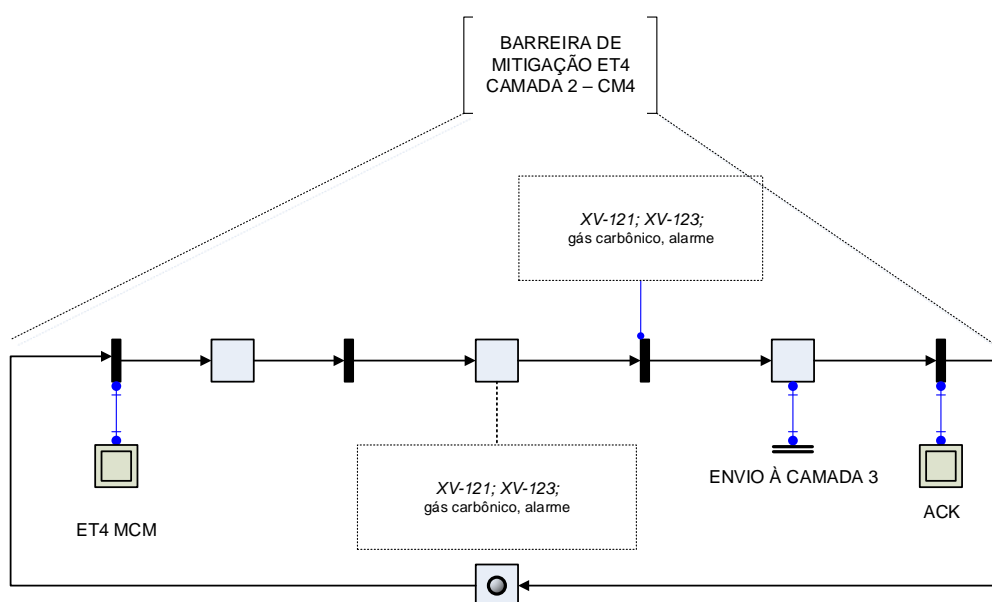 BARREIRA DE
MITIGAÇÃO ET4
CAMADA 2 – CM4
XV-121; XV-123;
gás carbônico, alarme
XV-121; XV-123;
gás carbônico, alarme
ET4 MCM
ENVIO À CAMADA 3
ACK